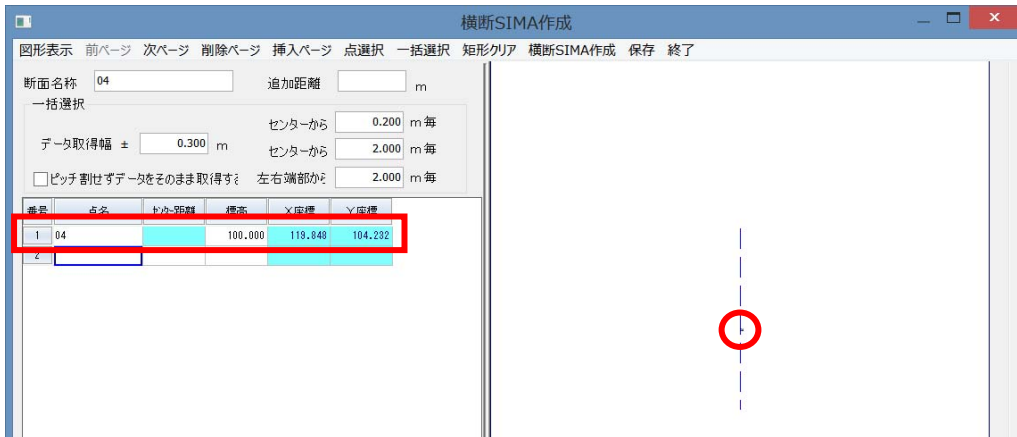 横断SIMA作成
図形表示 前ページ 次ページ 削除ページ 挿入ページ 点選択 一括選択 矩形クリア 横断SIMA作成 保存 終了
断面名称 04 追加距離 m
一括選択
センターから 0.200 m毎
データ取得幅 ± 0.300 m センターから 2.000 m毎
ピッチ割せずデータをそのまま取得する 左右端部から 2.000 m毎
番号 点名 センター距離 標高 X座標 Y座標
1 04 100.000 119.848 104.232
2